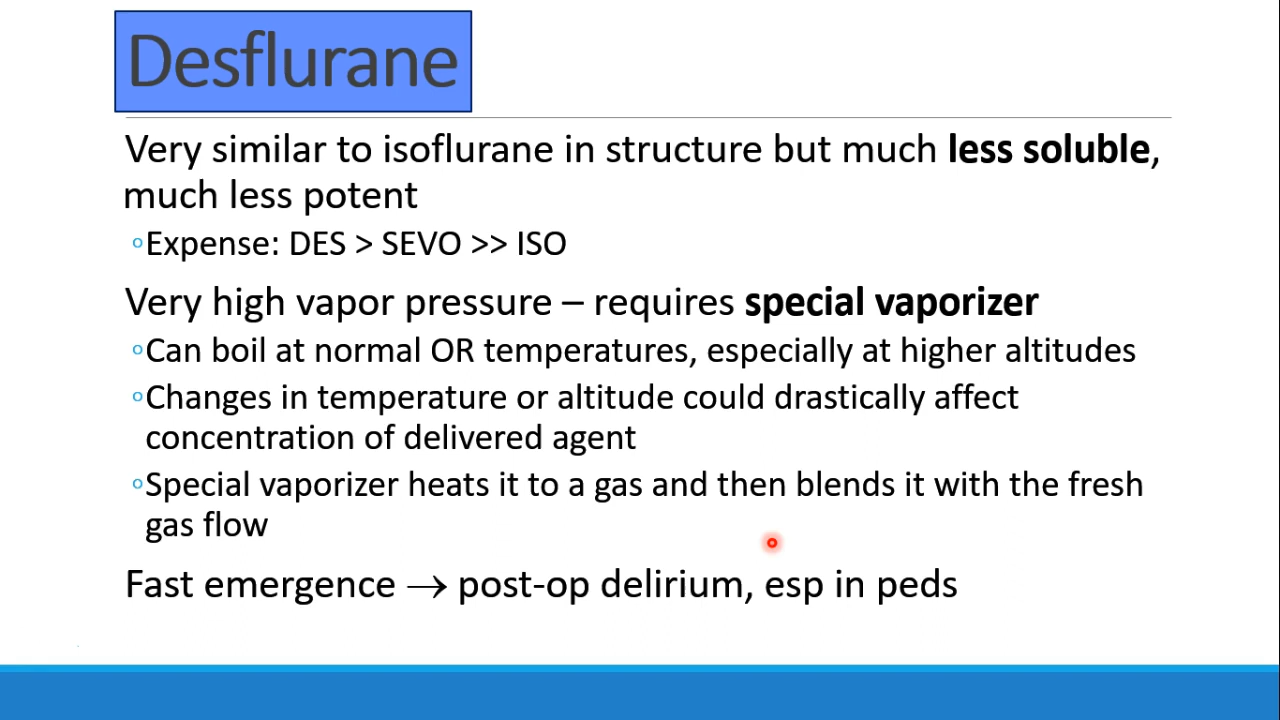 Desflurane
Very similar to isoflurane in structure but much less soluble,
much less potent
◦Expense: DES > SEVO >> ISO
Very high vapor pressure – requires special vaporizer
◦Can boil at normal OR temperatures, especially at higher altitudes
◦Changes in temperature or altitude could drastically affect
concentration of delivered agent
◦Special vaporizer heats it to a gas and then blends it with the fresh
gas flow
Fast emergence → post-op delirium, esp in peds